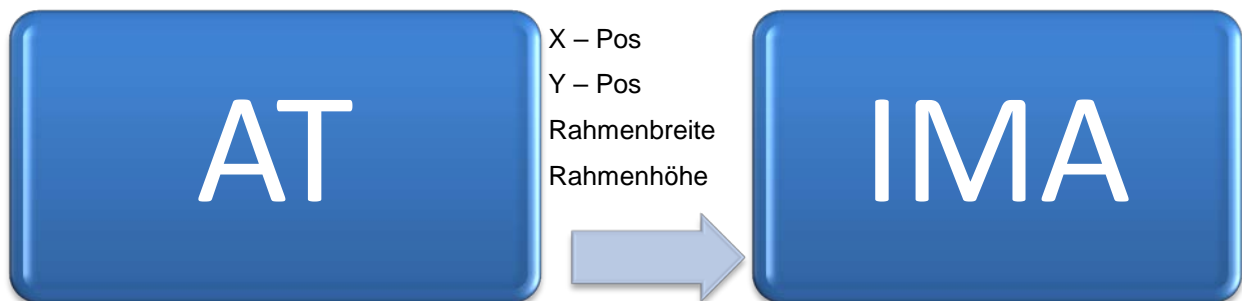 AT
X – Pos
Y – Pos
Rahmenbreite
Rahmenhöhe
IMA